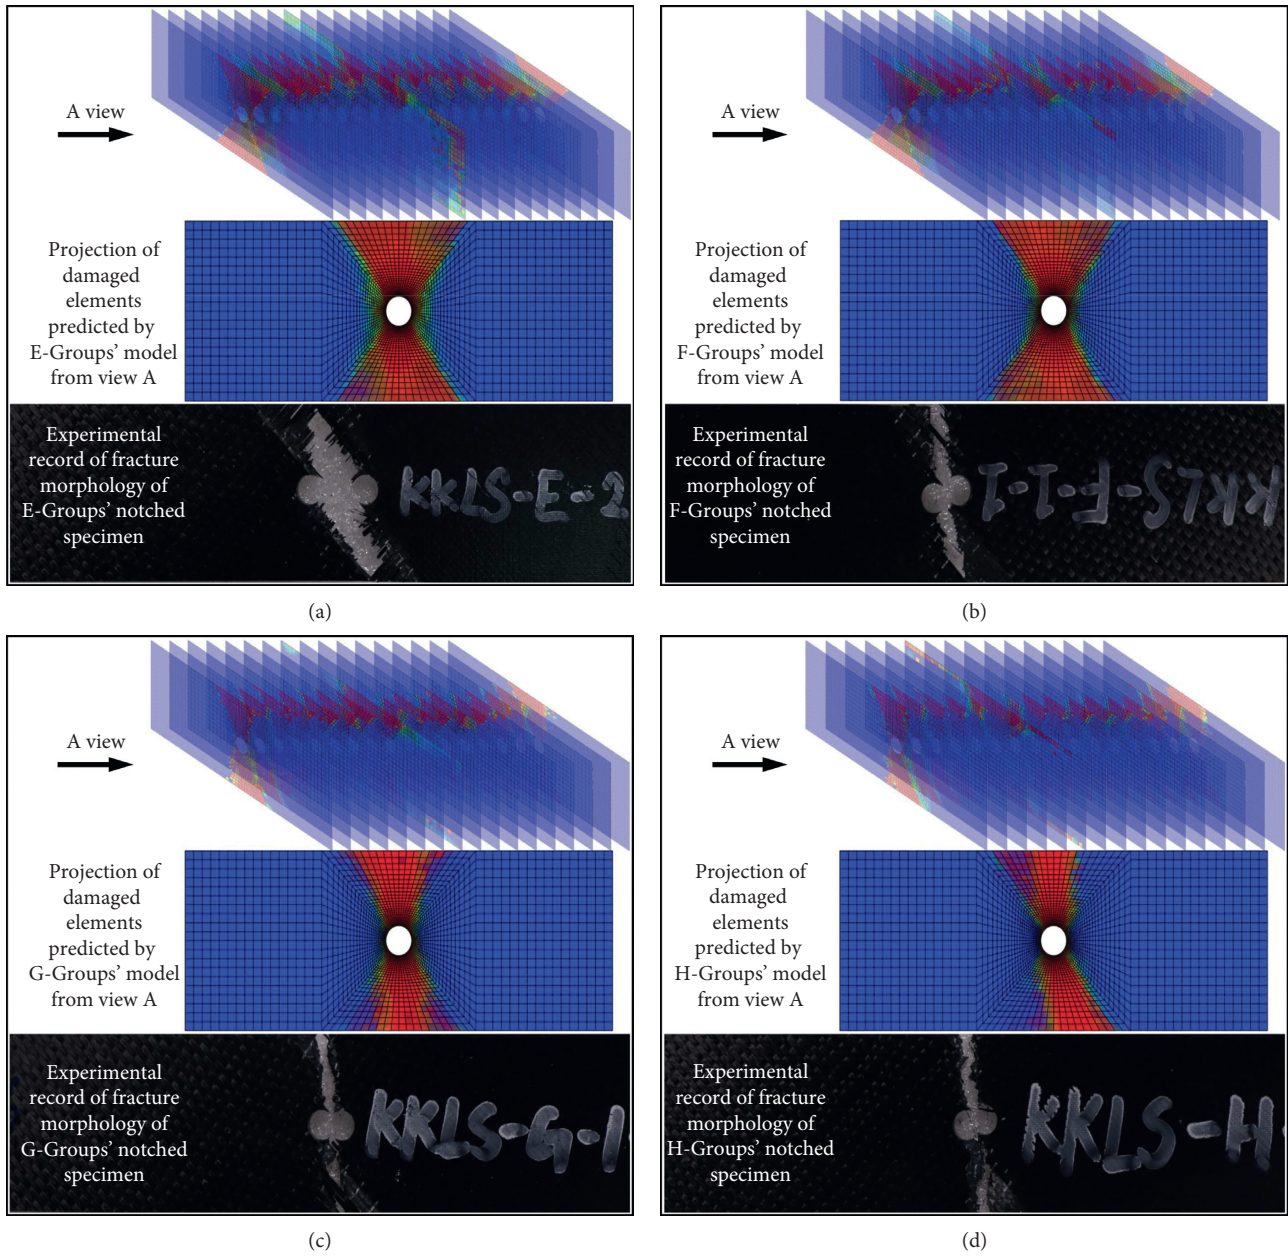 A view
Projection of
damaged
elements
predicted by
E-Groups' model
from view A
Experimental
record of fracture
morphology of
E-Groups' notched
specimen
KKLS-E-2
(a)
A view
Projection of
damaged
elements
predicted by
F-Groups' model
from view A
Experimental
record of fracture
morphology of
F-Groups' notched
specimen
KKLS-F-1-1
(b)
A view
Projection of
damaged
elements
predicted by
G-Groups' model
from view A
Experimental
record of fracture
morphology of
G-Groups' notched
specimen
KKLS-G-1
(c)
A view
Projection of
damaged
elements
predicted by
H-Groups' model
from view A
Experimental
record of fracture
morphology of
H-Groups' notched
specimen
KKLS-H
(d)